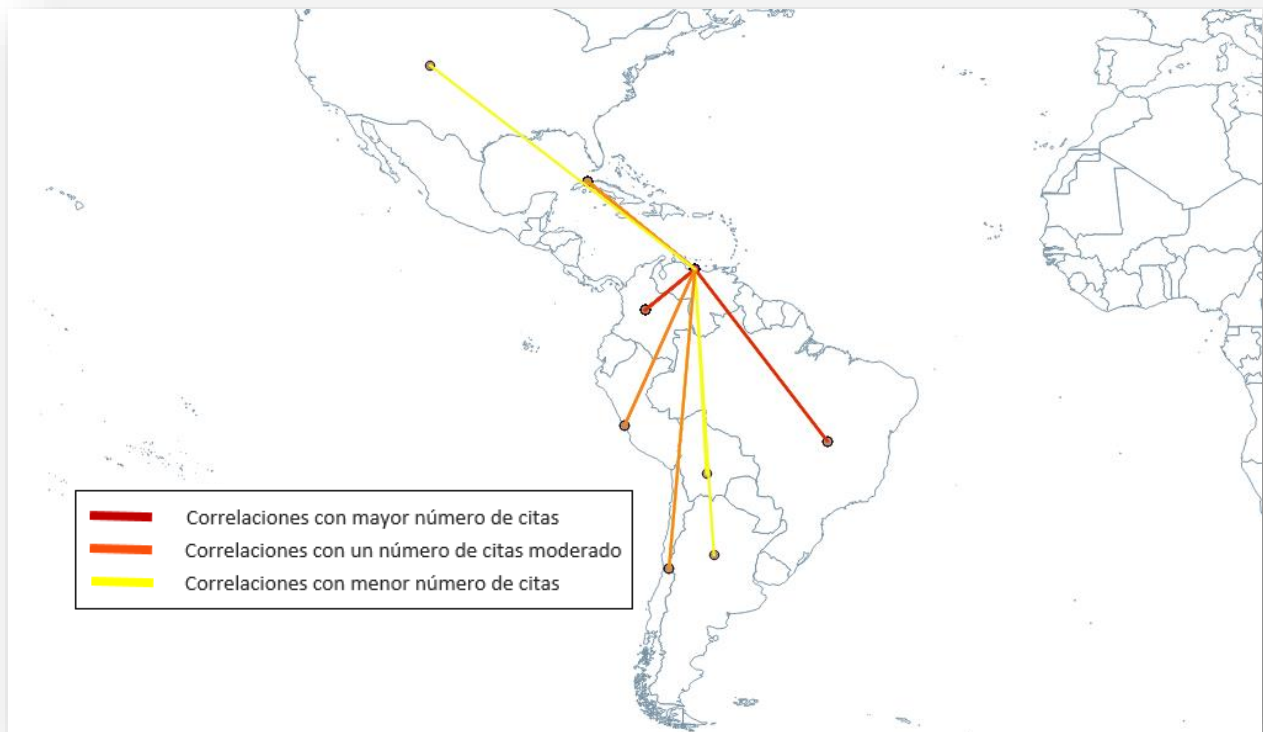 Correlaciones con mayor número de citas
Correlaciones con un número de citas moderado
Correlaciones con menor número de citas